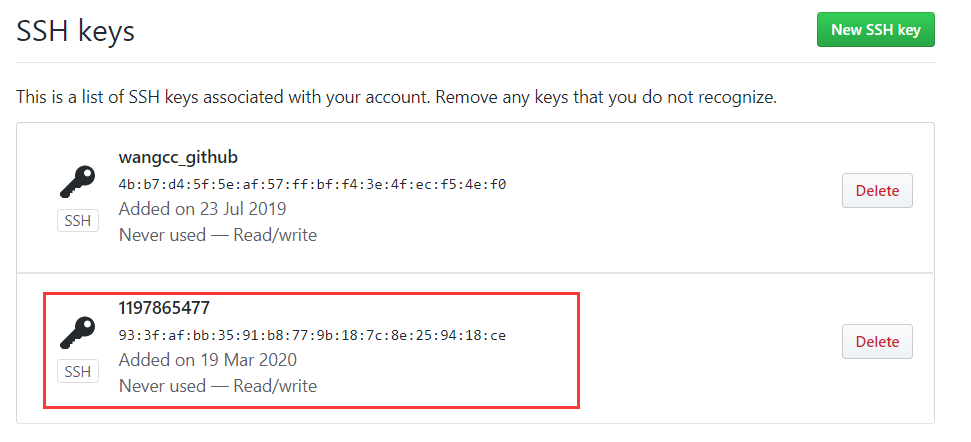 SSH keys
New SSH key
This is a list of SSH keys associated with your account. Remove any keys that you do not recognize.
wangcc_github
4b:b7:d4:5f:5e:af:57:ff:bf:f4:3e:4f:ec:f5:4e:f0
Added on 23 Jul 2019
Never used — Read/write
SSH
Delete
1197865477
93:3f:af:bb:35:91:b8:77:9b:18:7c:8e:25:94:18:ce
Added on 19 Mar 2020
Never used — Read/write
SSH
Delete